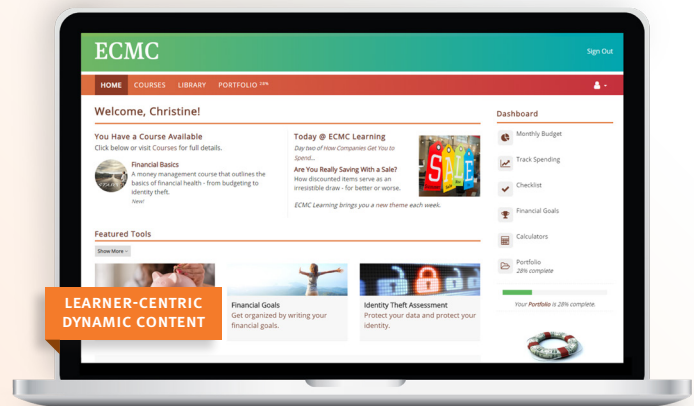 ECMC
Sign Out
HOME COURSES LIBRARY PORTFOLIO 28%
Welcome, Christine!
You Have a Course Available
Click below or visit Courses for full details.
Financial Basics
A money management course that outlines the
basics of financial health - from budgeting to
identity theft.
New!
Today @ ECMC Learning
Day two of How Companies Get You to
Spend...
Are You Really Saving With a Sale?
How discounted items serve as an
irresistible draw - for better or worse.
ECMC Learning brings you a new theme each week.
SALE
Dashboard
Monthly Budget
Track Spending
Checklist
Financial Goals
Calculators
Portfolio
28% complete
Your Portfolio is 28% complete.
Featured Tools
Show More
LEARNER-CENTRIC
DYNAMIC CONTENT
Financial Goals
Get organized by writing your
financial goals.
Identity Theft Assessment
Protect your data and protect your
identity.